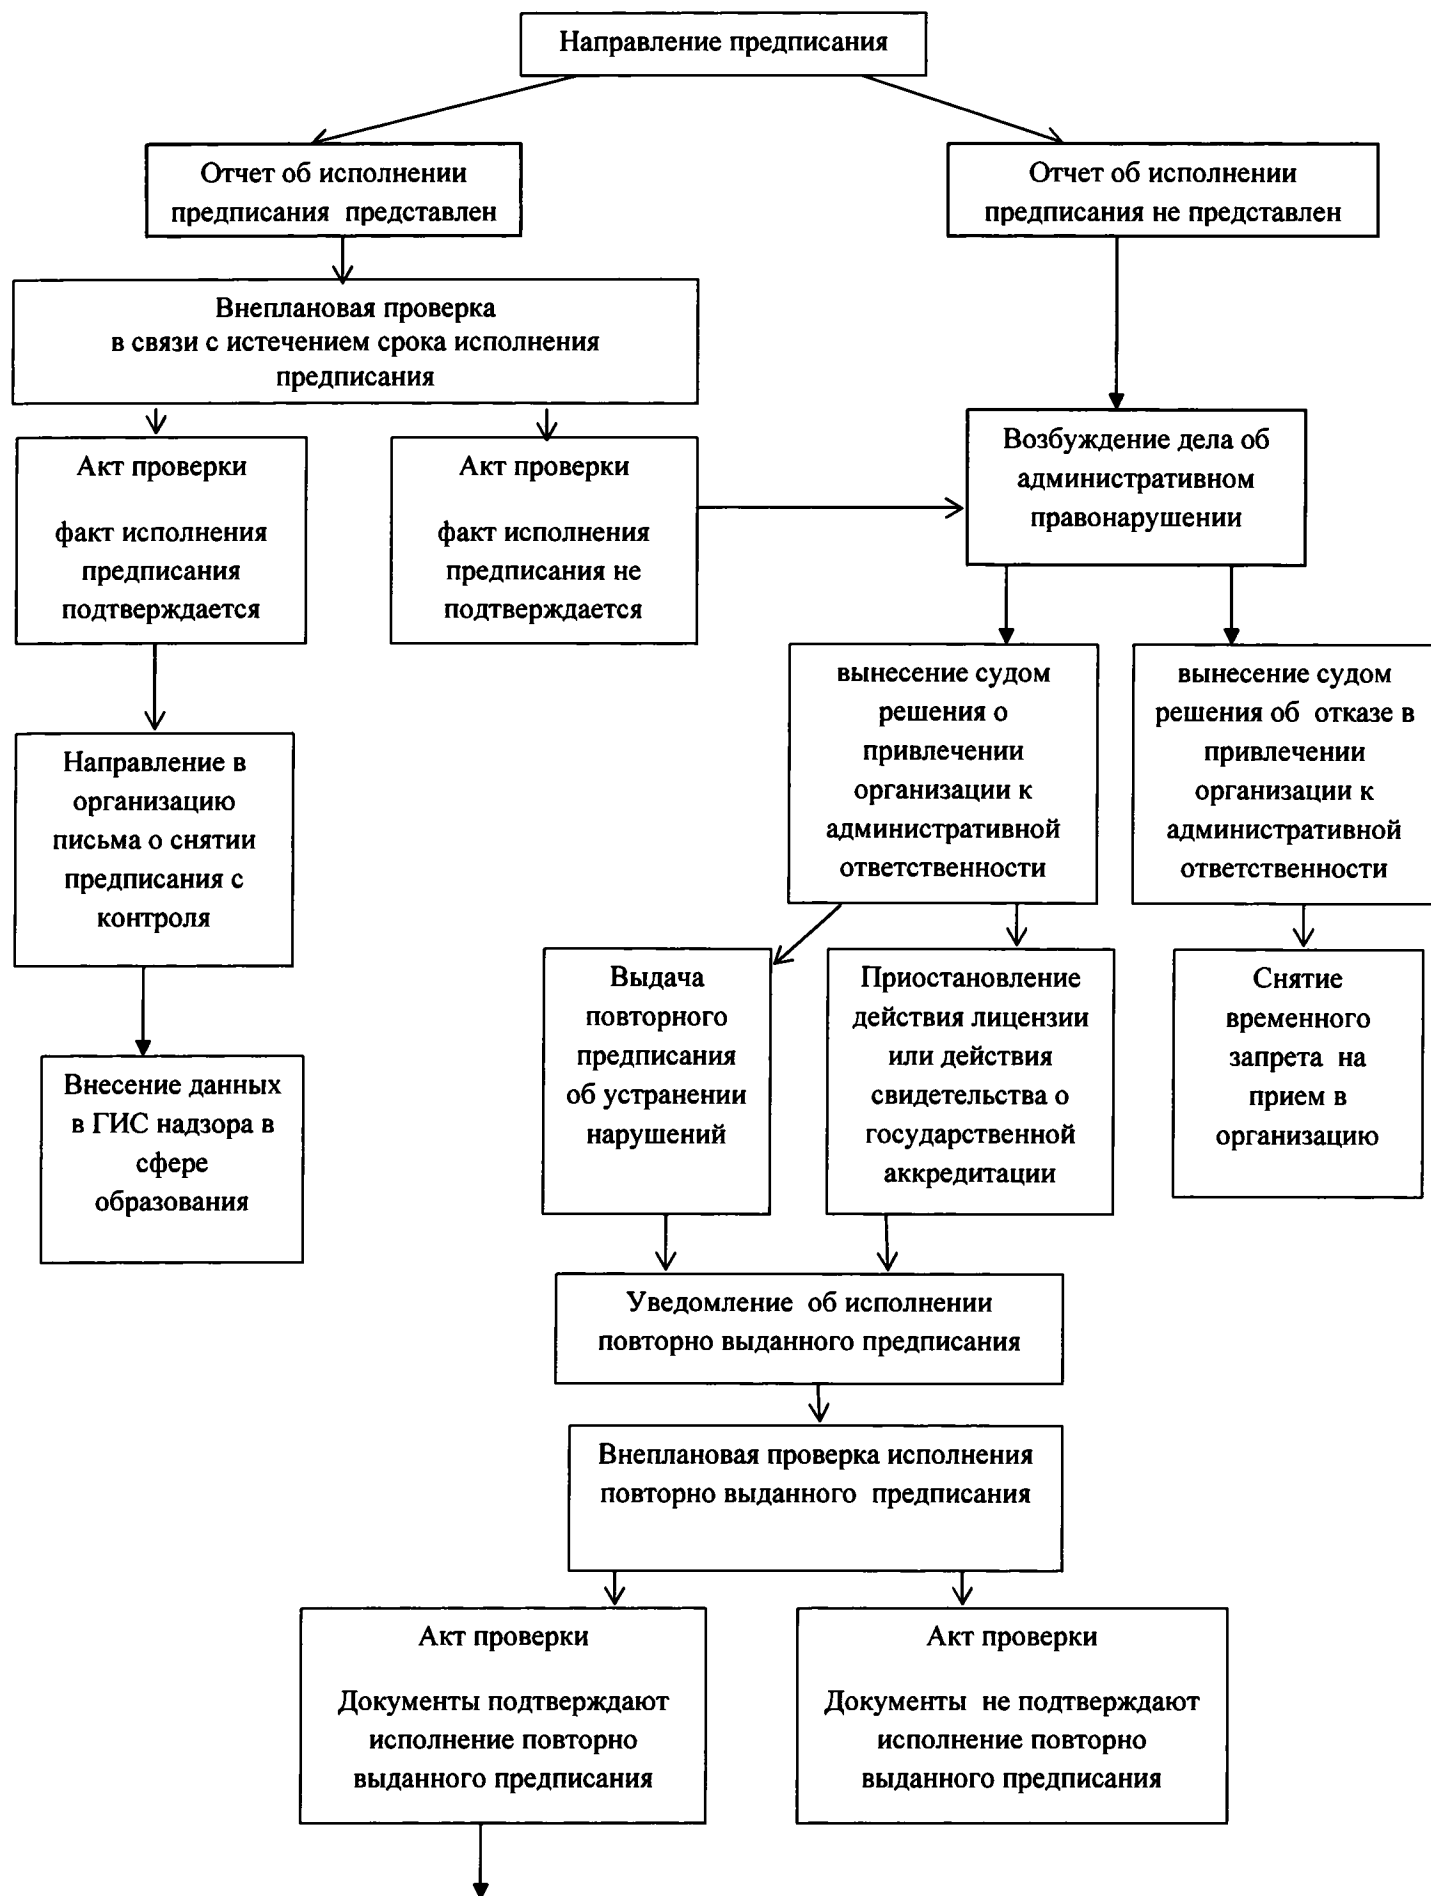 Направление предписания
Отчет об исполнении
предписания представлен
Отчет об исполнении
предписания не представлен
Внеплановая проверка
в связи с истечением срока исполнения
предписания
Акт проверки
факт исполнения
предписания
подтверждается
Акт проверки
факт исполнения
предписания не
подтверждается
Возбуждение дела об
административном
правонарушении
Направление в
организацию
письма о снятии
предписания с
контроля
вынесение судом
решения о
привлечении
организации к
административной
ответственности
вынесение судом
решения об отказе в
привлечении
организации к
административной
ответственности
Внесение данных
в ГИС надзора в
сфере
образования
Выдача
повторного
предписания
об устранении
нарушений
Приостановление
действия лицензии
или действия
свидетельства о
государственной
аккредитации
Снятие
временного
запрета на
прием в
организацию
Уведомление об исполнении
повторно выданного предписания
Внеплановая проверка исполнения
повторно выданного предписания
Акт проверки
Документы подтверждают
исполнение повторно
выданного предписания
Акт проверки
Документы не подтверждают
исполнение повторно
выданного предписания